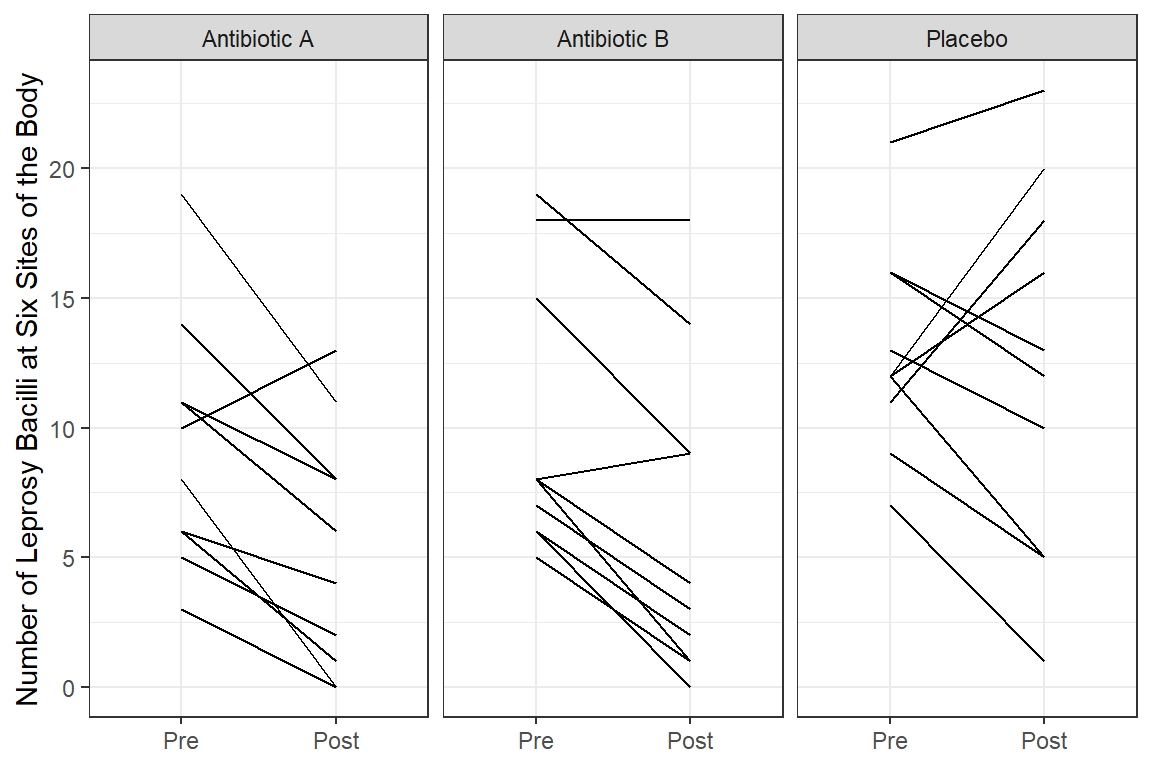 Antibiotic A
Antibiotic B
Placebo
Number of Leprosy Bacilli at Six Sites of the Body
20
15
10
5
0
Pre
Post
Pre
Post
Pre
Post